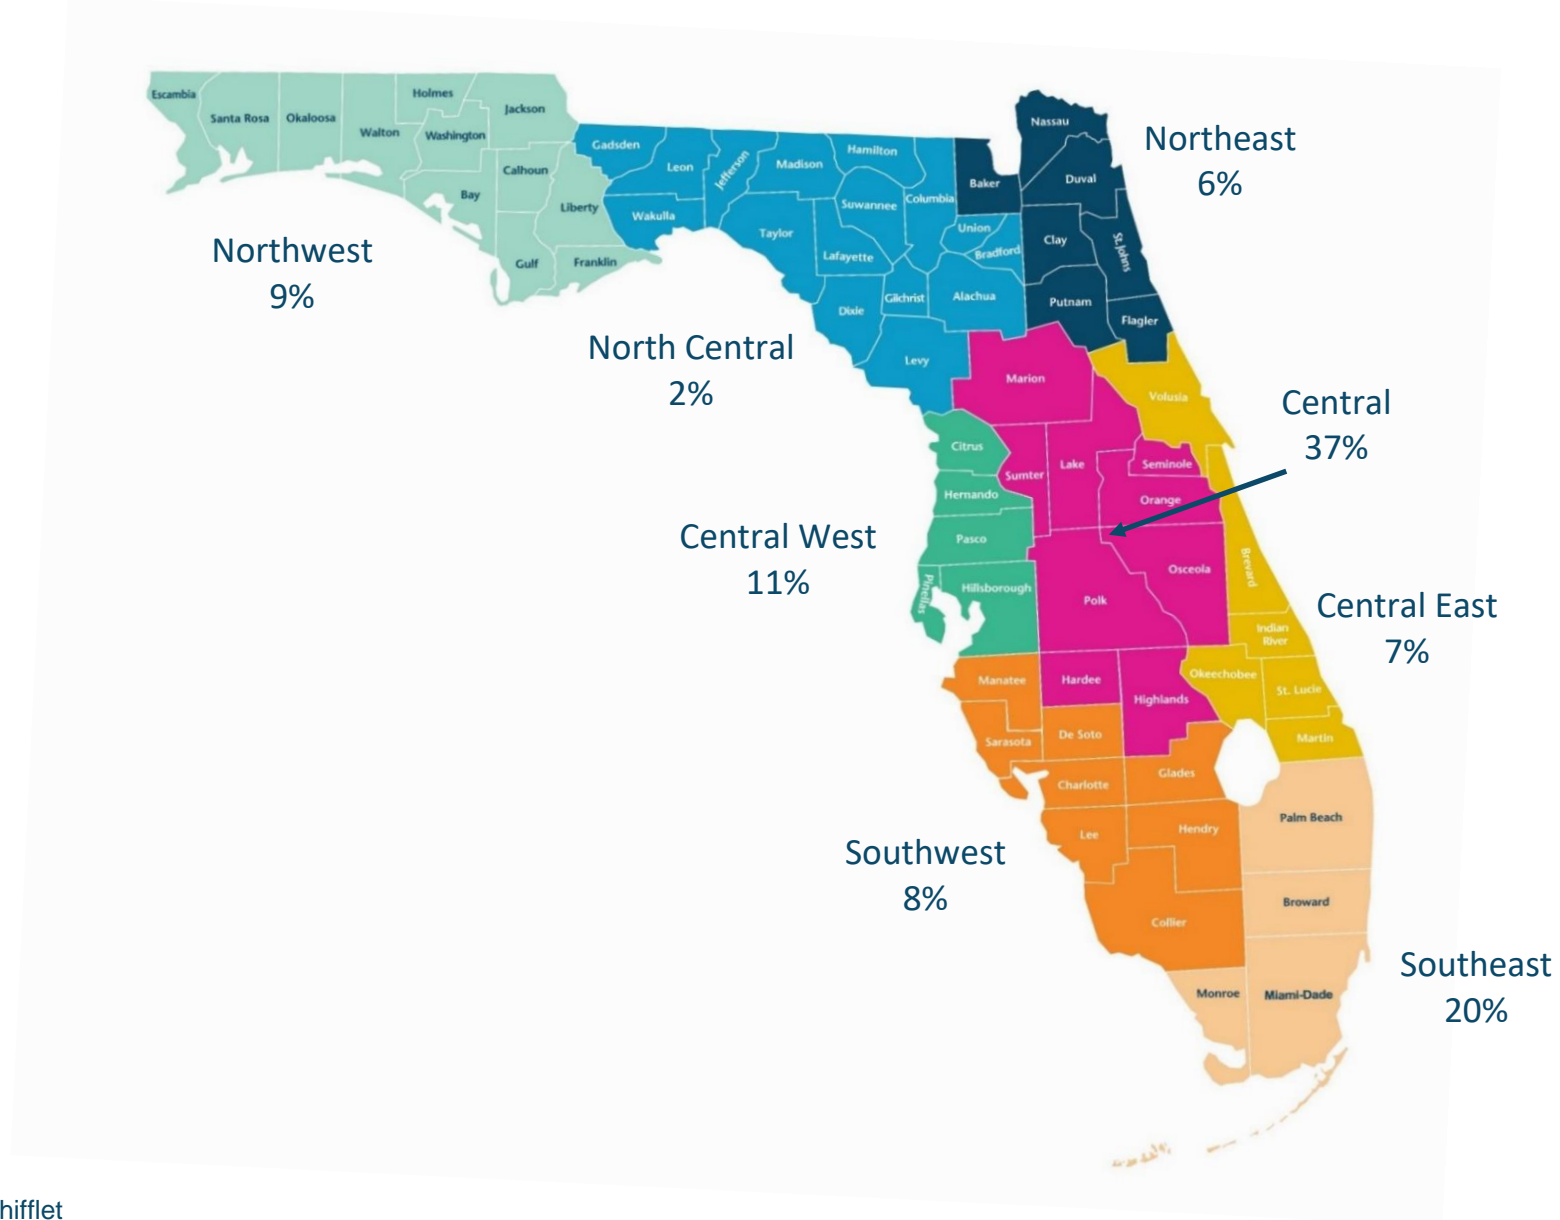 Escambia
Santa Rosa
Okaloosa
Walton
Holmes
Washington
Jackson
Bay
Calhoun
Liberty
Gulf
Franklin
Northwest
9%
Gadsden
Leon
Jefferson
Madison
Hamilton
Wakulla
Taylor
Suwannee
Columbia
Lafayette
Union
Bradford
Dixie
Gilchrist
Alachua
Levy
North Central
2%
Nassau
Baker
Duval
Clay
St. Johns
Putnam
Flagler
Northeast
6%
Marion
Sumter
Lake
Seminole
Orange
Osceola
Polk
Hardee
Highlands
Central
37%
Citrus
Hernando
Pasco
Pinellas
Hillsborough
Central West
11%
Volusia
Brevard
Indian
River
Okeechobee
St. Lucie
Martin
Central East
7%
Manatee
Sarasota
De Soto
Charlotte
Glades
Lee
Hendry
Collier
Southwest
8%
Palm Beach
Broward
Monroe
Miami-Dade
Southeast
20%
hifflet